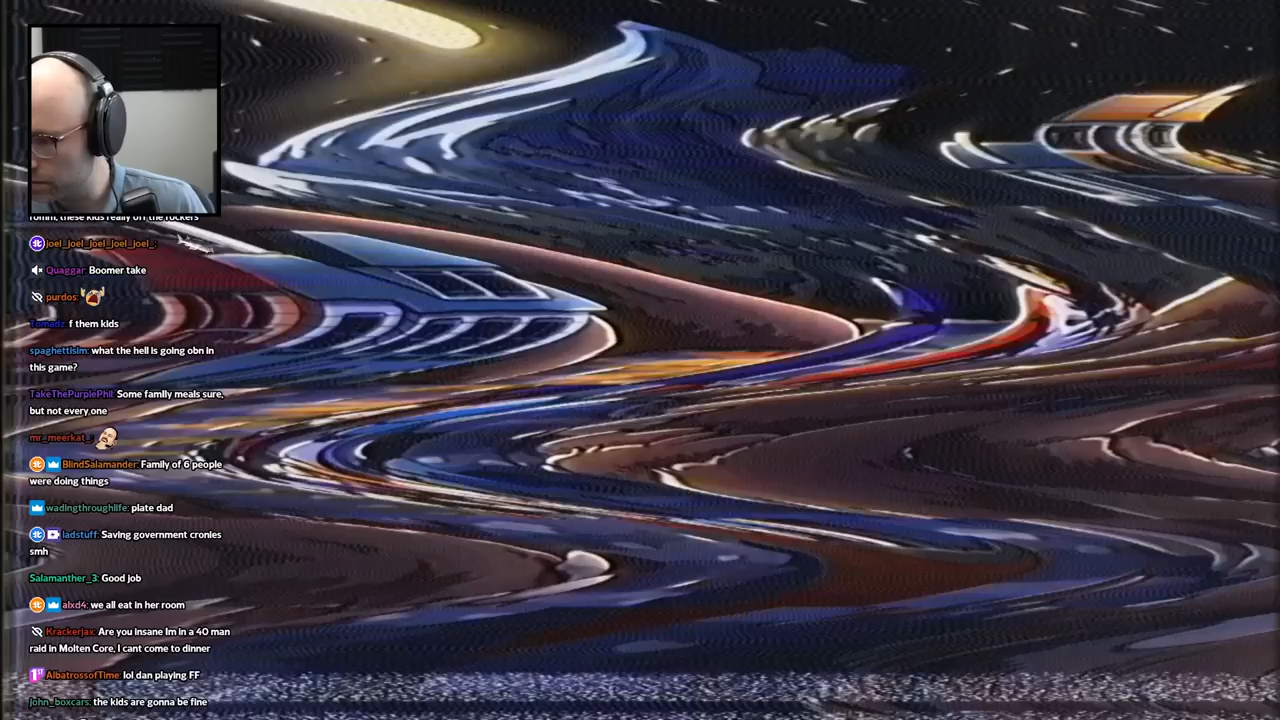 romm, these kids really off the rockers
joel_joel_joel_joel_joel_:
Quaggar: Boomer take
purdos:
Tomadz: f them kids
spaghettisim: what the hell is going obn in
this game?
TakeThePurplePhil: Some family meals sure,
but not every one
mr_meerkat_:
BlindSalamander: Family of 6 people
were doing things
wadingthroughlife: plate dad
ladstuff: Saving government cronies
smh
Salamanther_3: Good job
alxd4: we all eat in her room
Krackerjax: Are you insane Im in a 40 man
raid in Molten Core, I cant come to dinner
AlbatrossofTime: lol dan playing FF
John_boxcars: the kids are gonna be fine